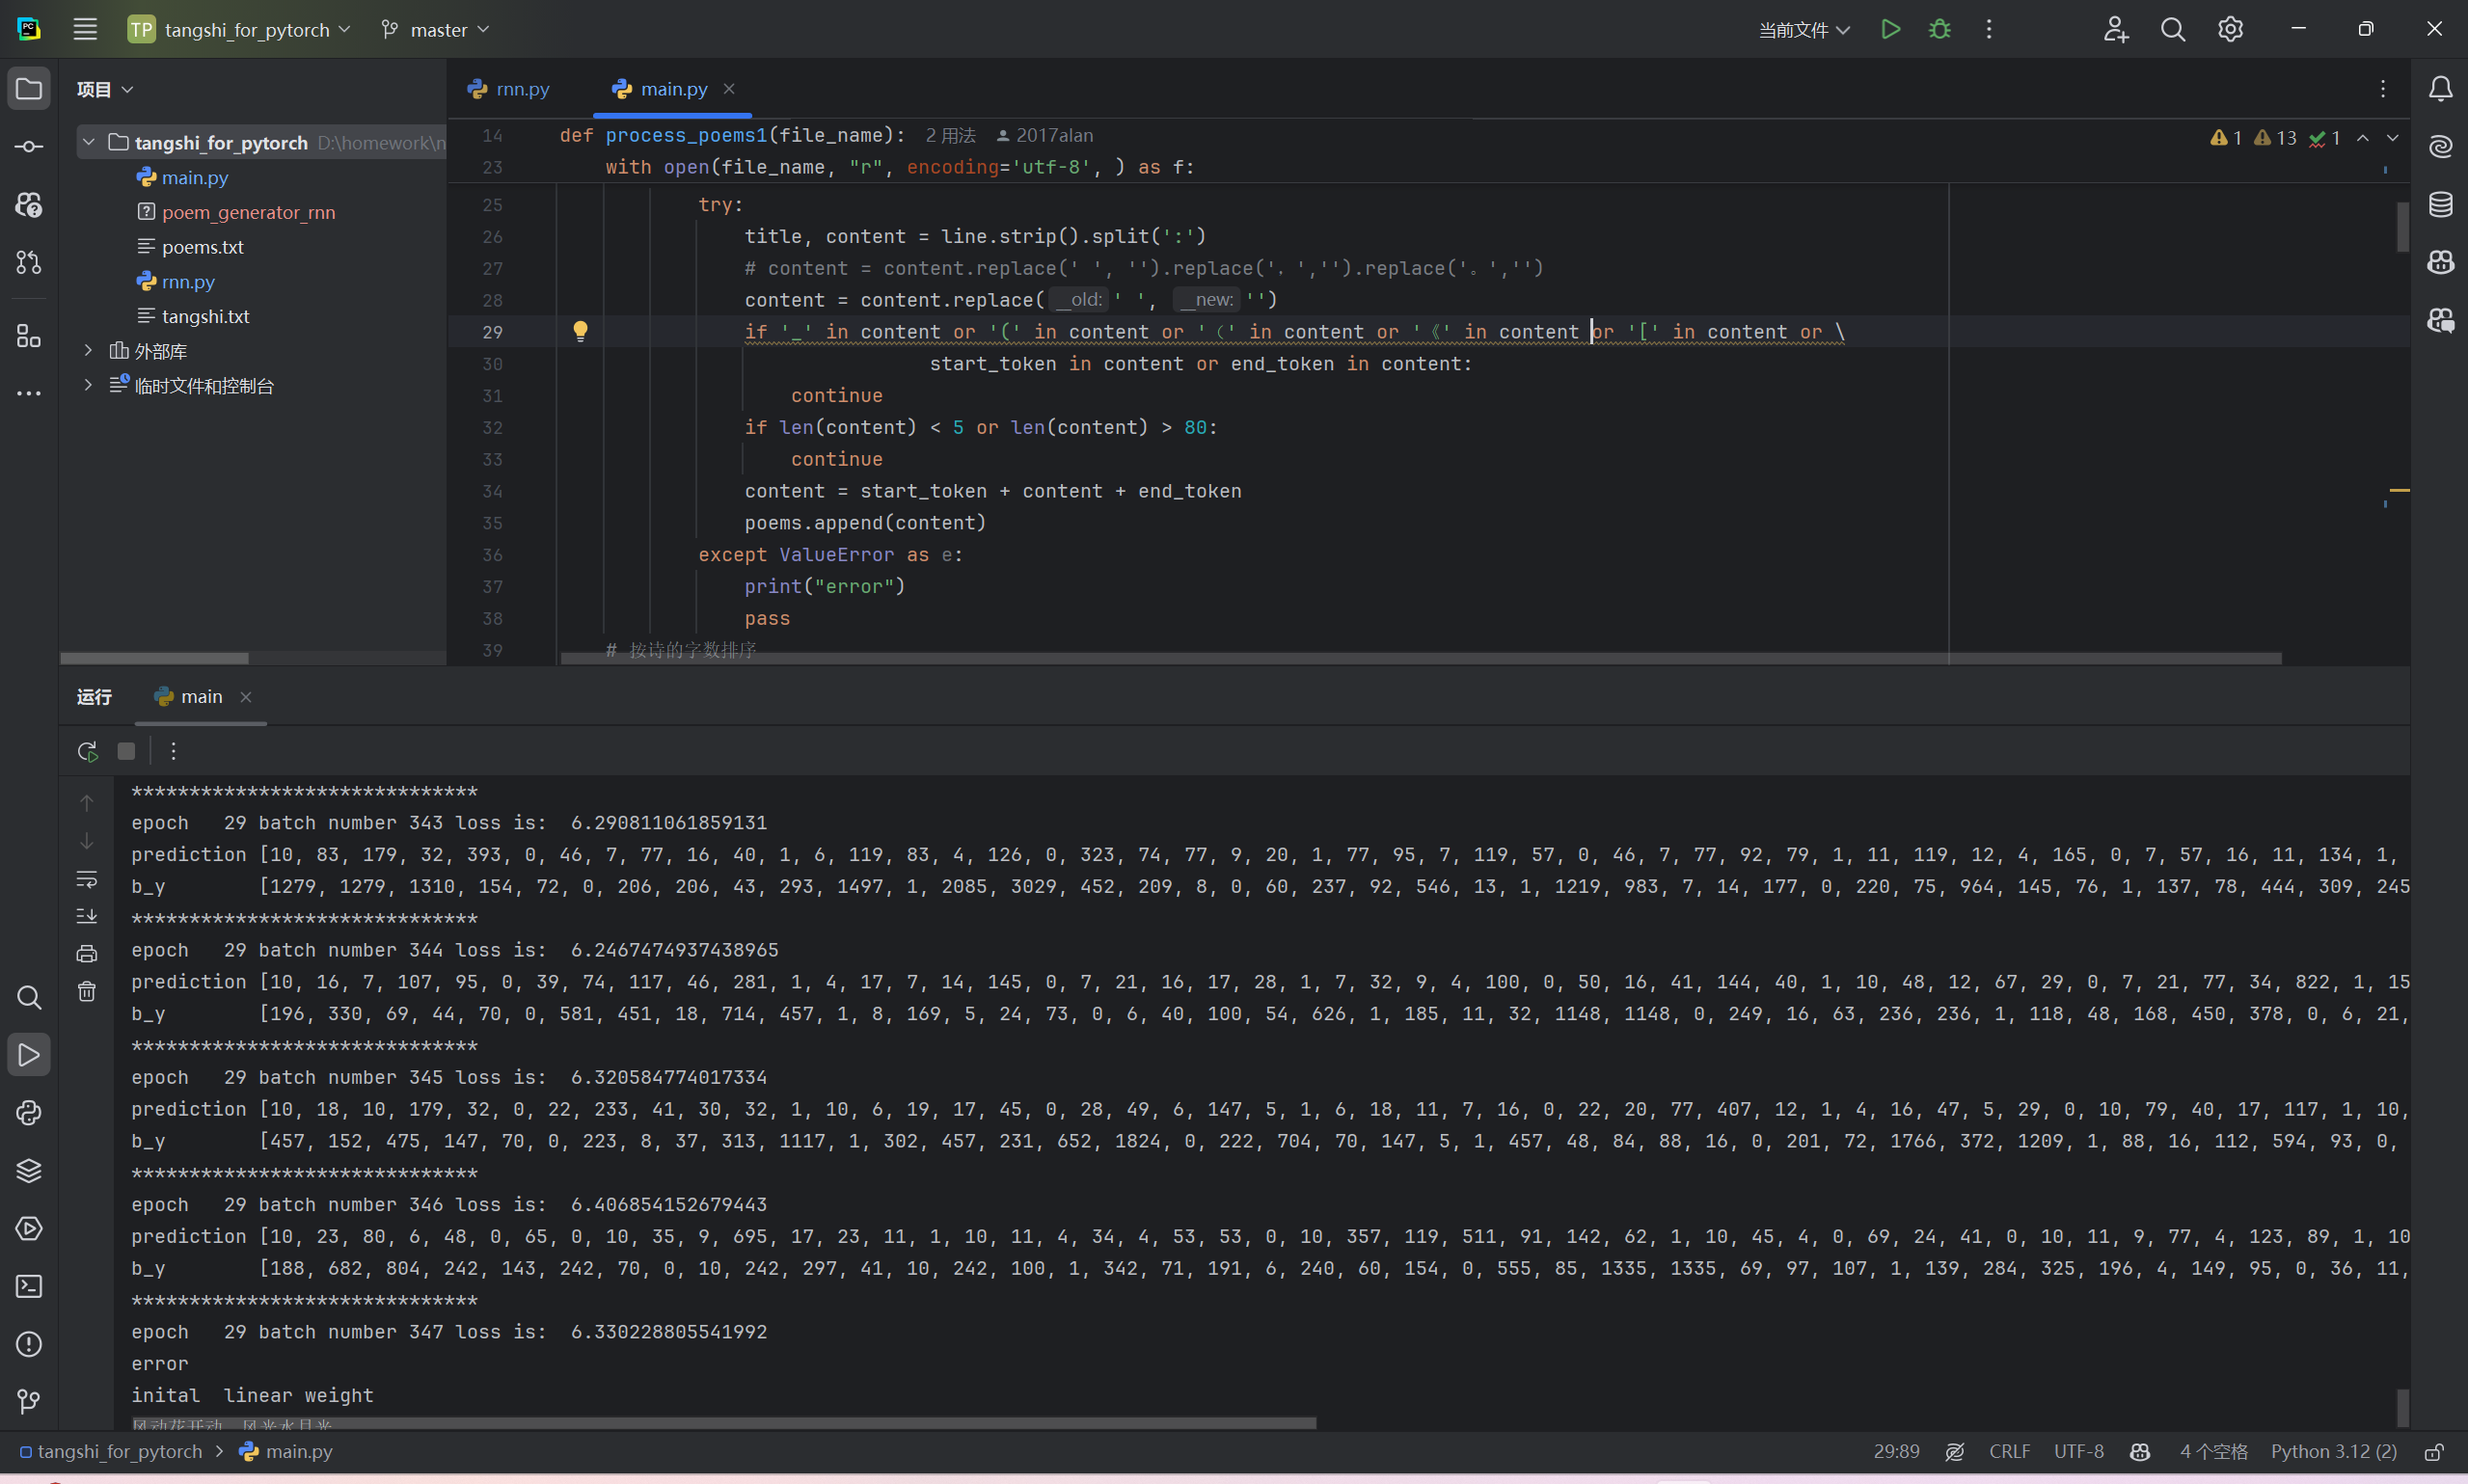 PC TP tangshi_for_pytorch master 当前文件
项目
tangshi_for_pytorch D:\homework\n
main.py
poem_generator_rnn
poems.txt
rnn.py
tangshi.txt
外部库
临时文件和控制台
rnn.py main.py
14 def process_poems1(file_name): 2 用法 2017alan
1 13 1
23 with open(file_name, "r", encoding='utf-8', ) as f:
25 try:
26 title, content = line.strip().split(':')
27 # content = content.replace(' ', '').replace('，','').replace('。','')
28 content = content.replace( __old: ' ', __new: '')
29 if '_' in content or '(' in content or '（' in content or '《' in content or '[' in content or \
30 start_token in content or end_token in content:
31 continue
32 if len(content) < 5 or len(content) > 80:
33 continue
34 content = start_token + content + end_token
35 poems.append(content)
36 except ValueError as e:
37 print("error")
38 pass
39 # 按诗的字数排序
运行 main
******************************
epoch   29 batch number 343 loss is:  6.290811061859131
prediction [10, 83, 179, 32, 393, 0, 46, 7, 77, 16, 40, 1, 6, 119, 83, 4, 126, 0, 323, 74, 77, 9, 20, 1, 77, 95, 7, 119, 57, 0, 46, 7, 77, 92, 79, 1, 11, 119, 12, 4, 165, 0, 7, 57, 16, 11, 134, 1,
b_y        [1279, 1279, 1310, 154, 72, 0, 206, 206, 43, 293, 1497, 1, 2085, 3029, 452, 209, 8, 0, 60, 237, 92, 546, 13, 1, 1219, 983, 7, 14, 177, 0, 220, 75, 964, 145, 76, 1, 137, 78, 444, 309, 245
******************************
epoch   29 batch number 344 loss is:  6.2467474937438965
prediction [10, 16, 7, 107, 95, 0, 39, 74, 117, 46, 281, 1, 4, 17, 7, 14, 145, 0, 7, 21, 16, 17, 28, 1, 7, 32, 9, 4, 100, 0, 50, 16, 41, 144, 40, 1, 10, 48, 12, 67, 29, 0, 7, 21, 77, 34, 822, 1, 15
b_y        [196, 330, 69, 44, 70, 0, 581, 451, 18, 714, 457, 1, 8, 169, 5, 24, 73, 0, 6, 40, 100, 54, 626, 1, 185, 11, 32, 1148, 1148, 0, 249, 16, 63, 236, 236, 1, 118, 48, 168, 450, 378, 0, 6, 21,
******************************
epoch   29 batch number 345 loss is:  6.320584774017334
prediction [10, 18, 10, 179, 32, 0, 22, 233, 41, 30, 32, 1, 10, 6, 19, 17, 45, 0, 28, 49, 6, 147, 5, 1, 6, 18, 11, 7, 16, 0, 22, 20, 77, 407, 12, 1, 4, 16, 47, 5, 29, 0, 10, 79, 40, 17, 117, 1, 10,
b_y        [457, 152, 475, 147, 70, 0, 223, 8, 37, 313, 1117, 1, 302, 457, 231, 652, 1824, 0, 222, 704, 70, 147, 5, 1, 457, 48, 84, 88, 16, 0, 201, 72, 1766, 372, 1209, 1, 88, 16, 112, 594, 93, 0,
******************************
epoch   29 batch number 346 loss is:  6.406854152679443
prediction [10, 23, 80, 6, 48, 0, 65, 0, 10, 35, 9, 695, 17, 23, 11, 1, 10, 11, 4, 34, 4, 53, 53, 0, 10, 357, 119, 511, 91, 142, 62, 1, 10, 45, 4, 0, 69, 24, 41, 0, 10, 11, 9, 77, 4, 123, 89, 1, 10
b_y        [188, 682, 804, 242, 143, 242, 70, 0, 10, 242, 297, 41, 10, 242, 100, 1, 342, 71, 191, 6, 240, 60, 154, 0, 555, 85, 1335, 1335, 69, 97, 107, 1, 139, 284, 325, 196, 4, 149, 95, 0, 36, 11,
******************************
epoch   29 batch number 347 loss is:  6.330228805541992
error
inital  linear weight
tangshi_for_pytorch main.py 29:89 CRLF UTF-8 4 个空格 Python 3.12 (2)